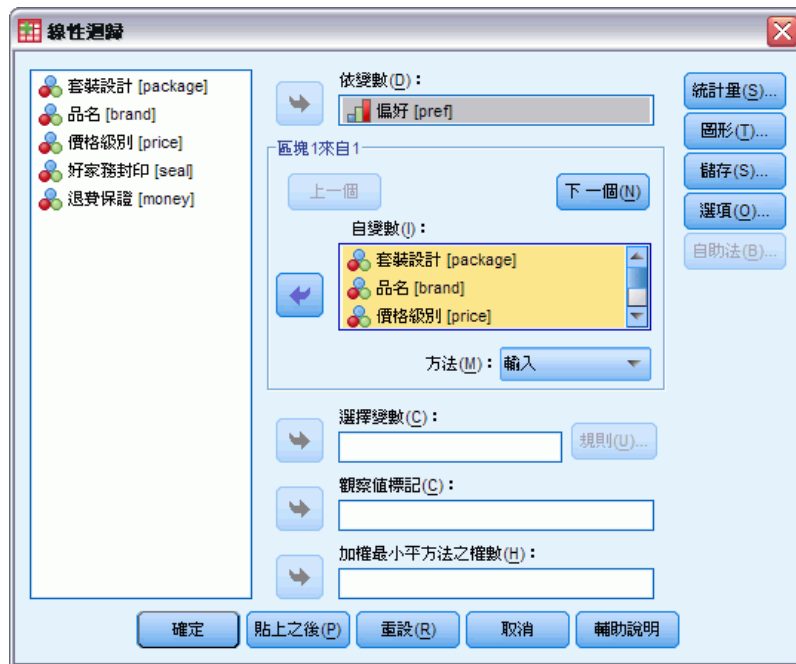 線性迴歸
套裝設計 [package]
品名 [brand]
價格級別 [price]
好家務封印 [seal]
退費保證 [money]
依變數(D)：
偏好 [pref]
區塊1來自1
上一個
下一個(N)
自變數(I)：
套裝設計 [package]
品名 [brand]
價格級別 [price]
方法(M)：
輸入
選擇變數(C)：
規則(U)...
觀察值標記(C)：
加權最小平方法之權數(H)：
統計量(S)...
圖形(T)...
儲存(S)...
選項(O)...
自助法(B)...
確定
貼上之後(P)
重設(R)
取消
輔助說明